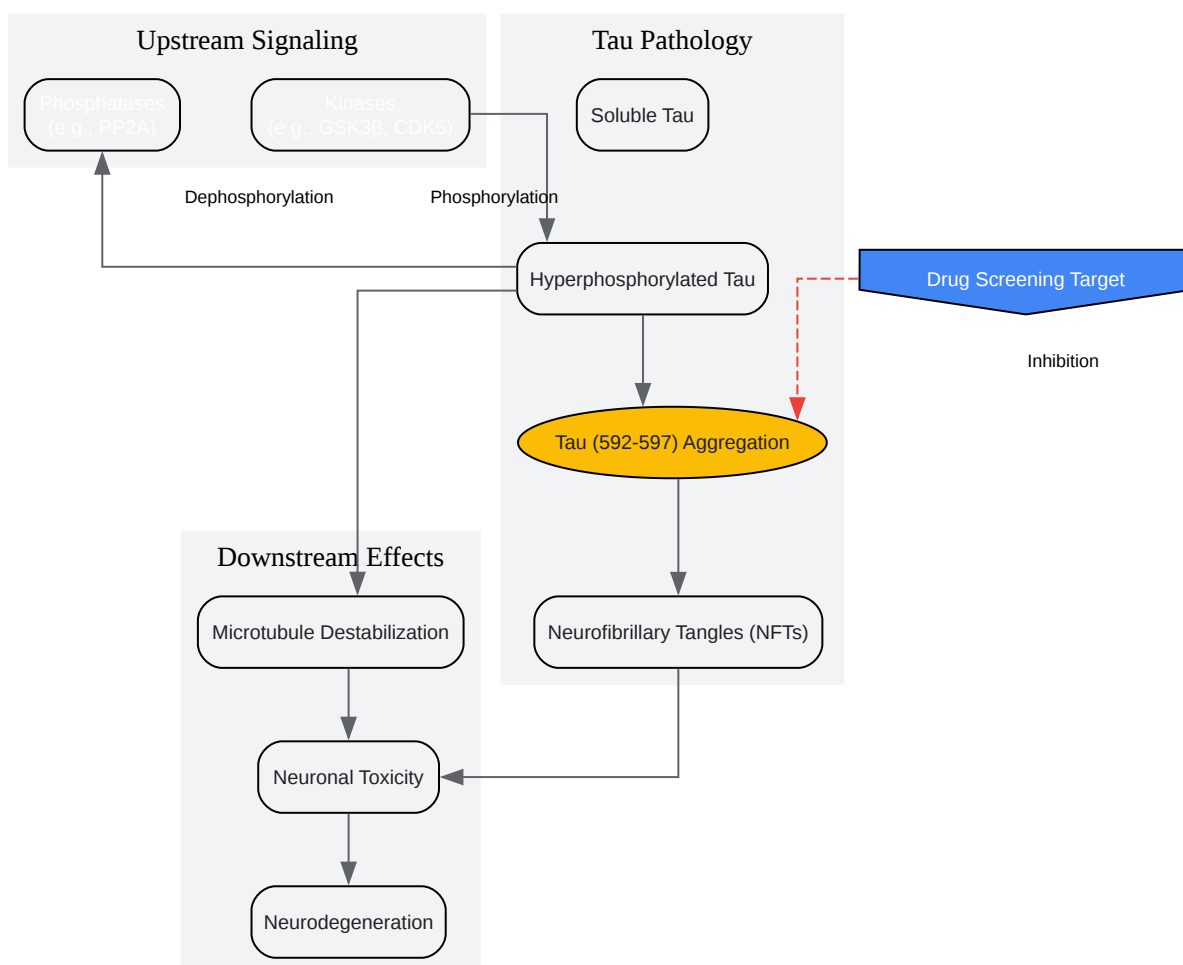 Upstream Signaling
Tau Pathology
Phosphatases
(e.g., PP2A)
Kinases
(e.g., GSK3β, CDK5)
Soluble Tau
Dephosphorylation
Phosphorylation
Hyperphosphorylated Tau
Drug Screening Target
Inhibition
Tau (592-597) Aggregation
Downstream Effects
Microtubule Destabilization
Neurofibrillary Tangles (NFTs)
Neuronal Toxicity
Neurodegeneration